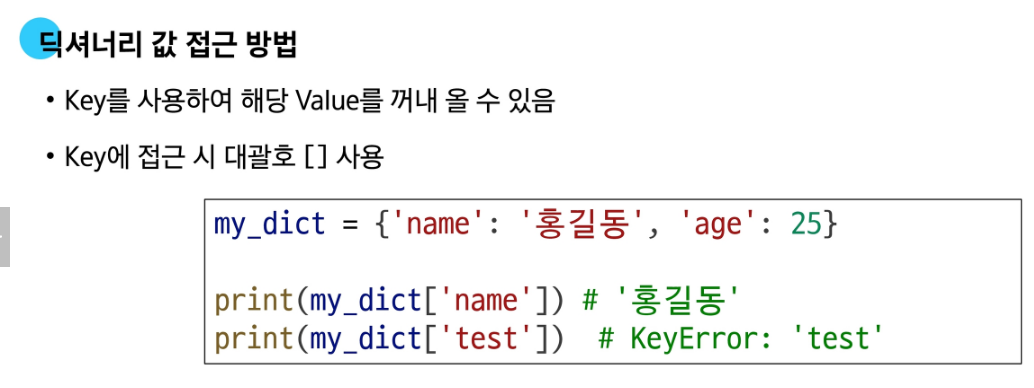 딕셔너리 값 접근 방법
• Key를 사용하여 해당 Value를 꺼내 올 수 있음
• Key에 접근 시 대괄호 [] 사용
my_dict = {'name': '홍길동', 'age': 25}
print(my_dict['name']) # '홍길동'
print(my_dict['test'])  # KeyError: 'test'